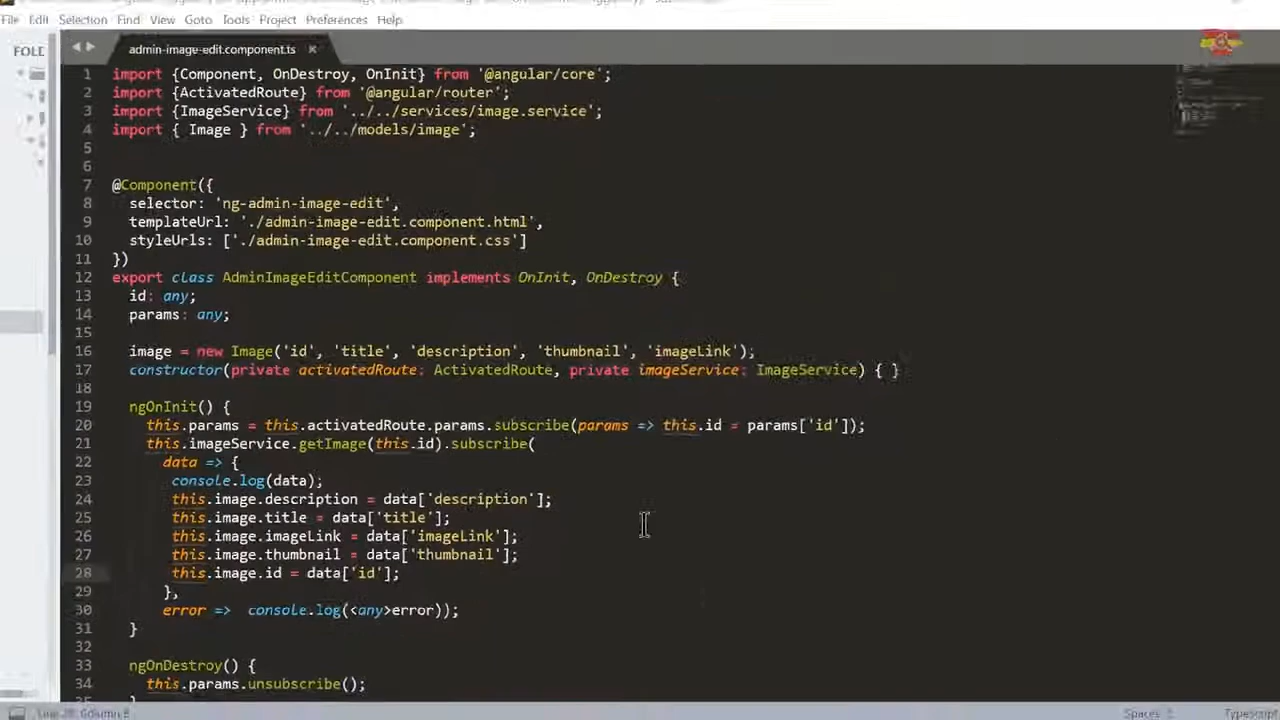 File Edit Selection Find View Goto Tools Project Preferences Help
FOLD
admin-image-edit.component.ts ×
1 import {Component, OnDestroy, OnInit} from '@angular/core';
2 import {ActivatedRoute} from '@angular/router';
3 import {ImageService} from '../../services/image.service';
4 import { Image } from '../../models/image';
5
6
7 @Component({
8 selector: 'ng-admin-image-edit',
9 templateUrl: './admin-image-edit.component.html',
10 styleUrls: ['./admin-image-edit.component.css']
11 })
12 export class AdminImageEditComponent implements OnInit, OnDestroy {
13 id: any;
14 params: any;
15
16 image = new Image('id', 'title', 'description', 'thumbnail', 'imageLink');
17 constructor(private activatedRoute: ActivatedRoute, private imageService: ImageService) { }
18
19 ngOnInit() {
20 this.params = this.activatedRoute.params.subscribe(params => this.id = params['id']);
21 this.imageService.getImage(this.id).subscribe(
22 data => {
23 console.log(data);
24 this.image.description = data['description'];
25 this.image.title = data['title'];
26 this.image.imageLink = data['imageLink'];
27 this.image.thumbnail = data['thumbnail'];
28 this.image.id = data['id'];
29 },
30 error => console.log(<any>error));
31 }
32
33 ngOnDestroy() {
34 this.params.unsubscribe();
Typescript